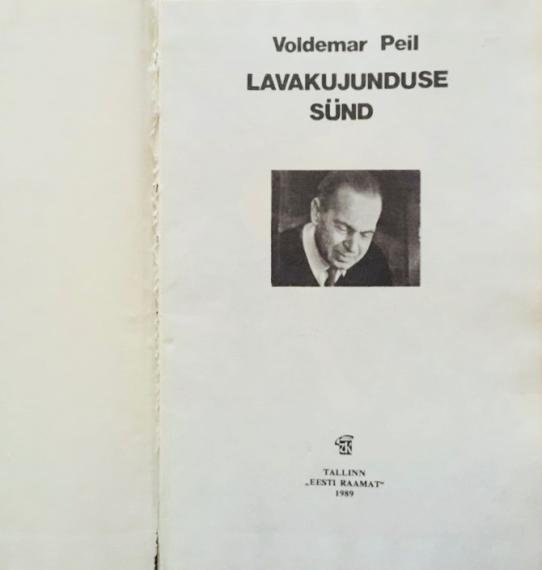 Voldemar Peil
LAVAKUJUNDUSE
SÜND
TALLINN
„EESTI RAAMAT“
1989